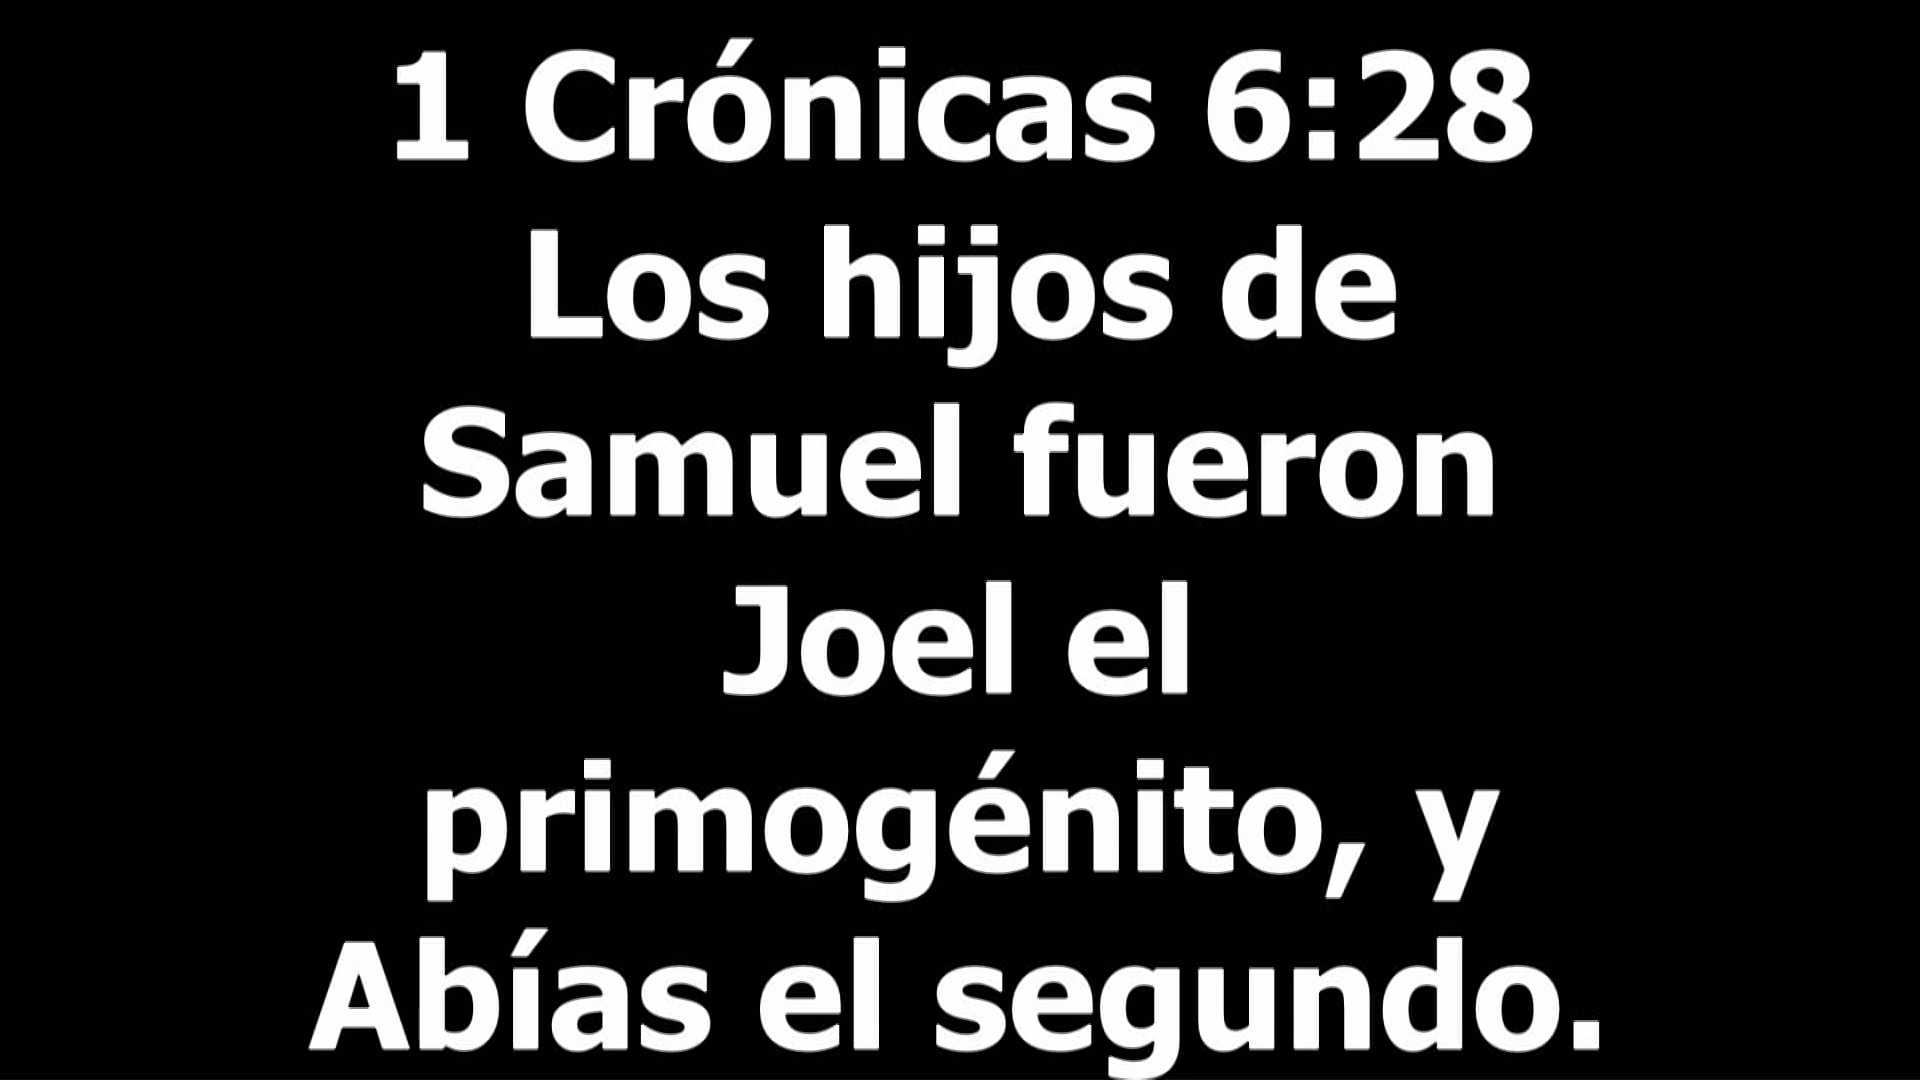 1 Crónicas 6:28
Los hijos de
Samuel fueron
Joel el
primogénito, y
Abías el segundo.